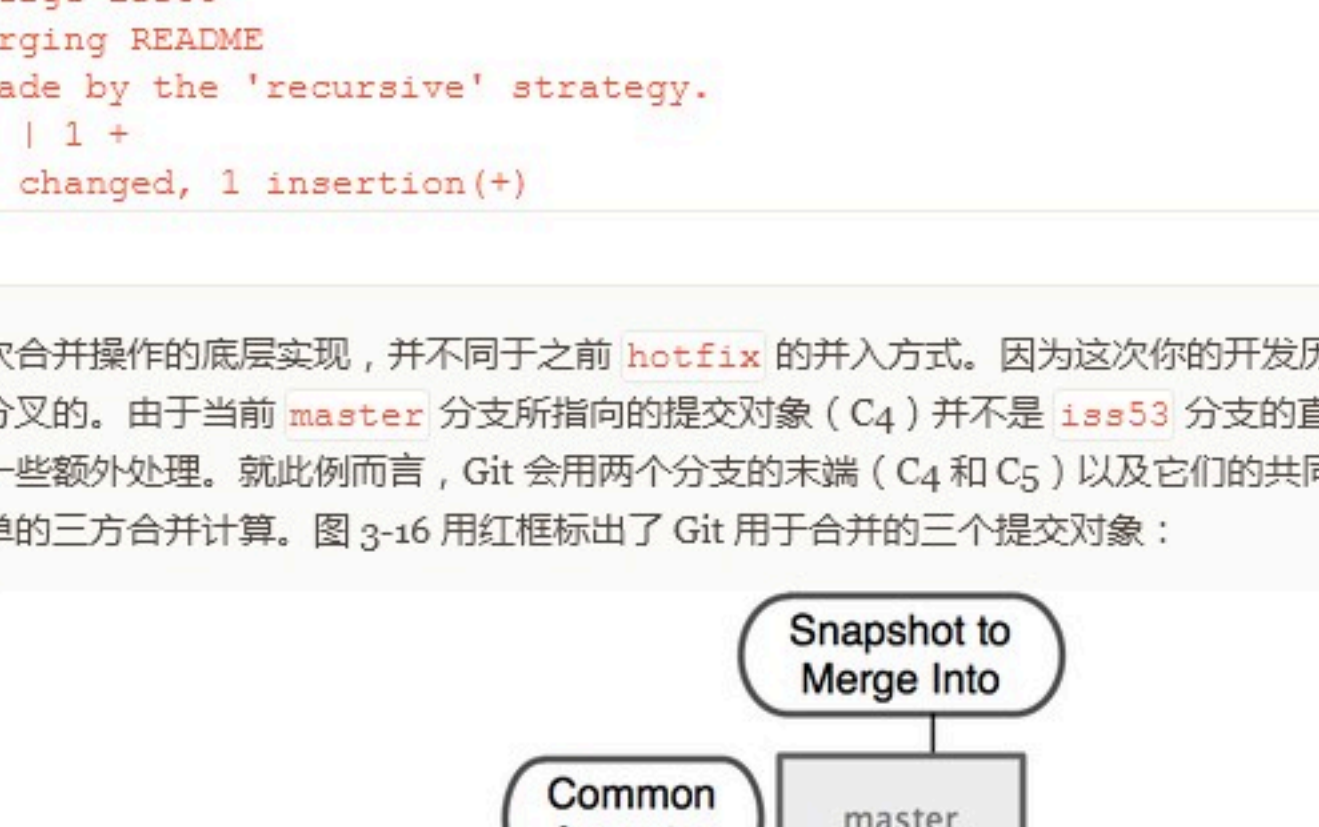 rging README
ade by the 'recursive' strategy.
| 1 +
changed, 1 insertion(+)
次合并操作的底层实现，并不同于之前 hotfix 的并入方式。因为这次你的开发历
分叉的。由于当前 master 分支所指向的提交对象（C4）并不是 iss53 分支的直
一些额外处理。就此例而言，Git 会用两个分支的末端（C4 和 C5）以及它们的共同
单的三方合并计算。图 3-16 用红框标出了 Git 用于合并的三个提交对象：
Snapshot to
Merge Into
Common
master